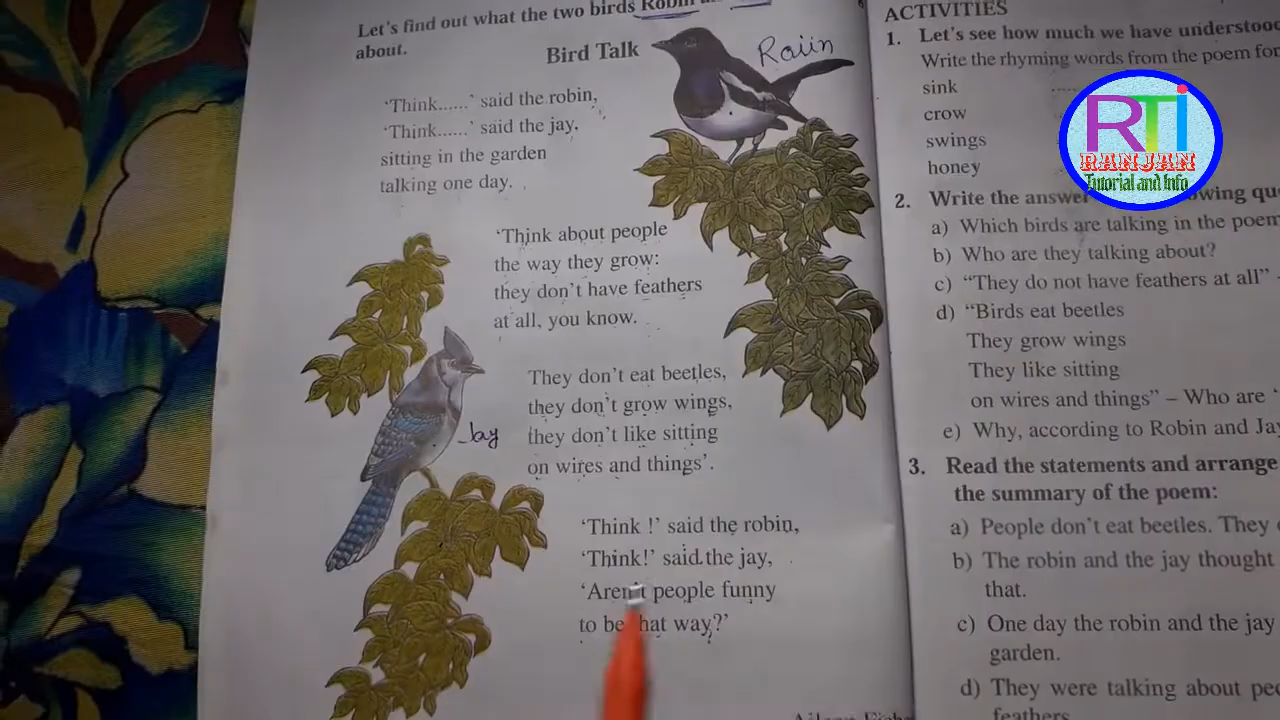 Let's find out what the two birds Robin
about.
Bird Talk
'Think......' said the robin,
'Think......' said the jay,
sitting in the garden
talking one day.
'Think about people
the way they grow:
they don't have feathers
at all, you know.
They don't eat beetles,
they don't grow wings,
they don't like sitting
on wires and things'.
'Think !' said the robin,
'Think!' said the jay,
'Aren't people funny
to be that way?'
Jay
ACTIVITIES
1. Let's see how much we have understood
Write the rhyming words from the poem for
sink ......
crow
swings
honey
2. Write the answer owing qu
a) Which birds are talking in the poem
b) Who are they talking about?
c) "They do not have feathers at all"
d) "Birds eat beetles
They grow wings
They like sitting
on wires and things" – Who are '
e) Why, according to Robin and Jay
3. Read the statements and arrange
the summary of the poem:
a) People don't eat beetles. They
b) The robin and the jay thought
that.
c) One day the robin and the jay
garden.
d) They were talking about peo
feathers
RTI
RANJAN
Tutorial and Info